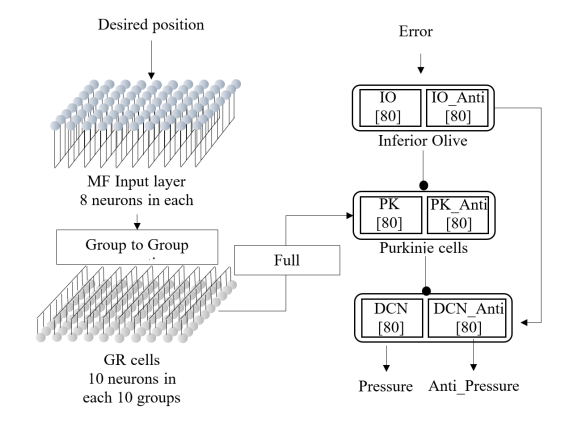 Desired position
MF Input layer
8 neurons in each
Group to Group
GR cells
10 neurons in
each 10 groups
Full
Error
IO
[80]
IO_Anti
[80]
Inferior Olive
PK
[80]
PK_Anti
[80]
Purkinje cells
DCN
[80]
DCN_Anti
[80]
Pressure
Anti_Pressure